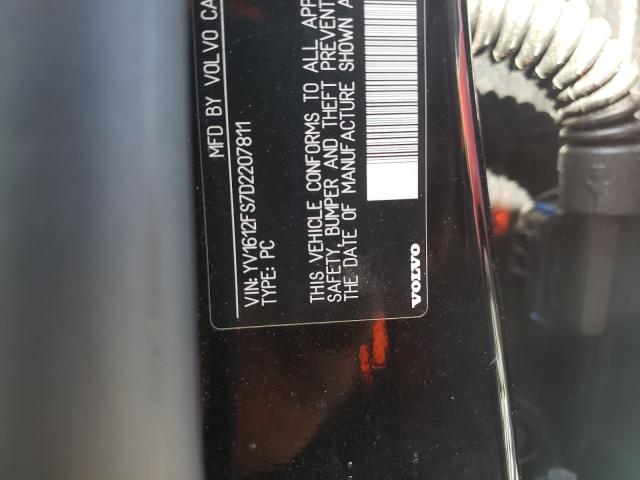 MFD BY VOLVO CA
VIN: YV1612FS7D2207811
TYPE: PC
THIS VEHICLE CONFORMS TO ALL APP
SAFETY, BUMPER AND THEFT PREVENT
THE DATE OF MANUFACTURE SHOWN A
VOLVO